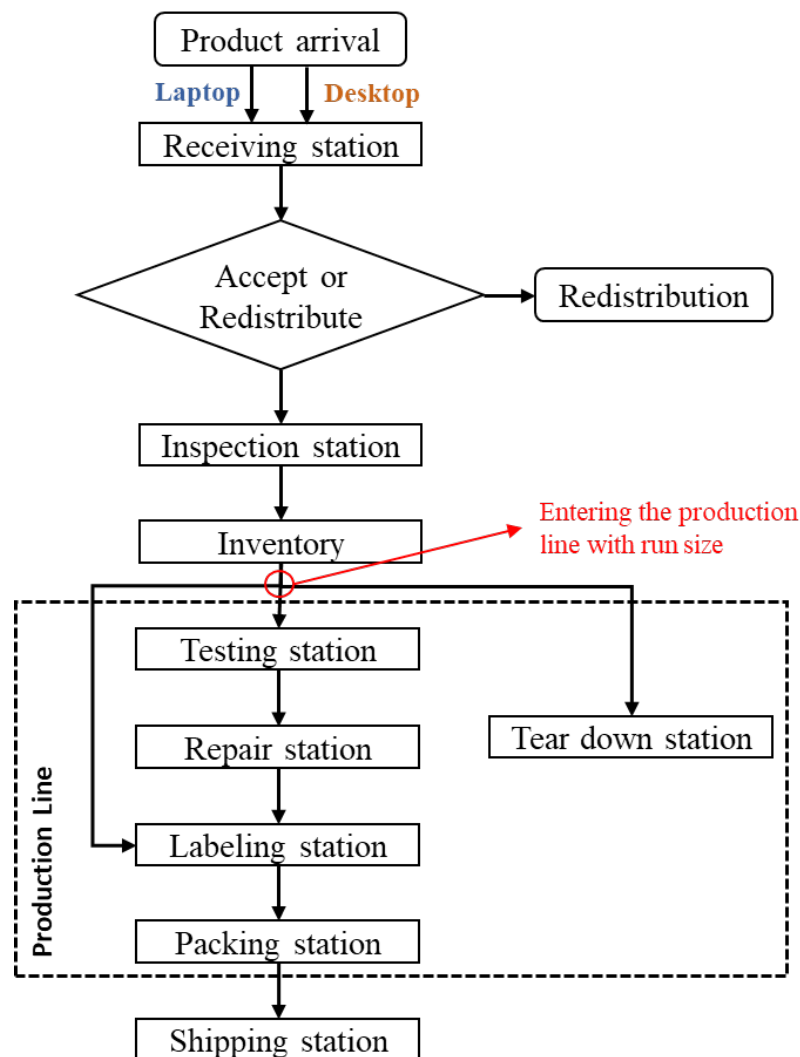 Product arrival
Laptop
Desktop
Receiving station
Accept or
Redistribute
Redistribution
Inspection station
Entering the production
line with run size
Inventory
Testing station
Repair station
Tear down station
Labeling station
Production Line
Packing station
Shipping station